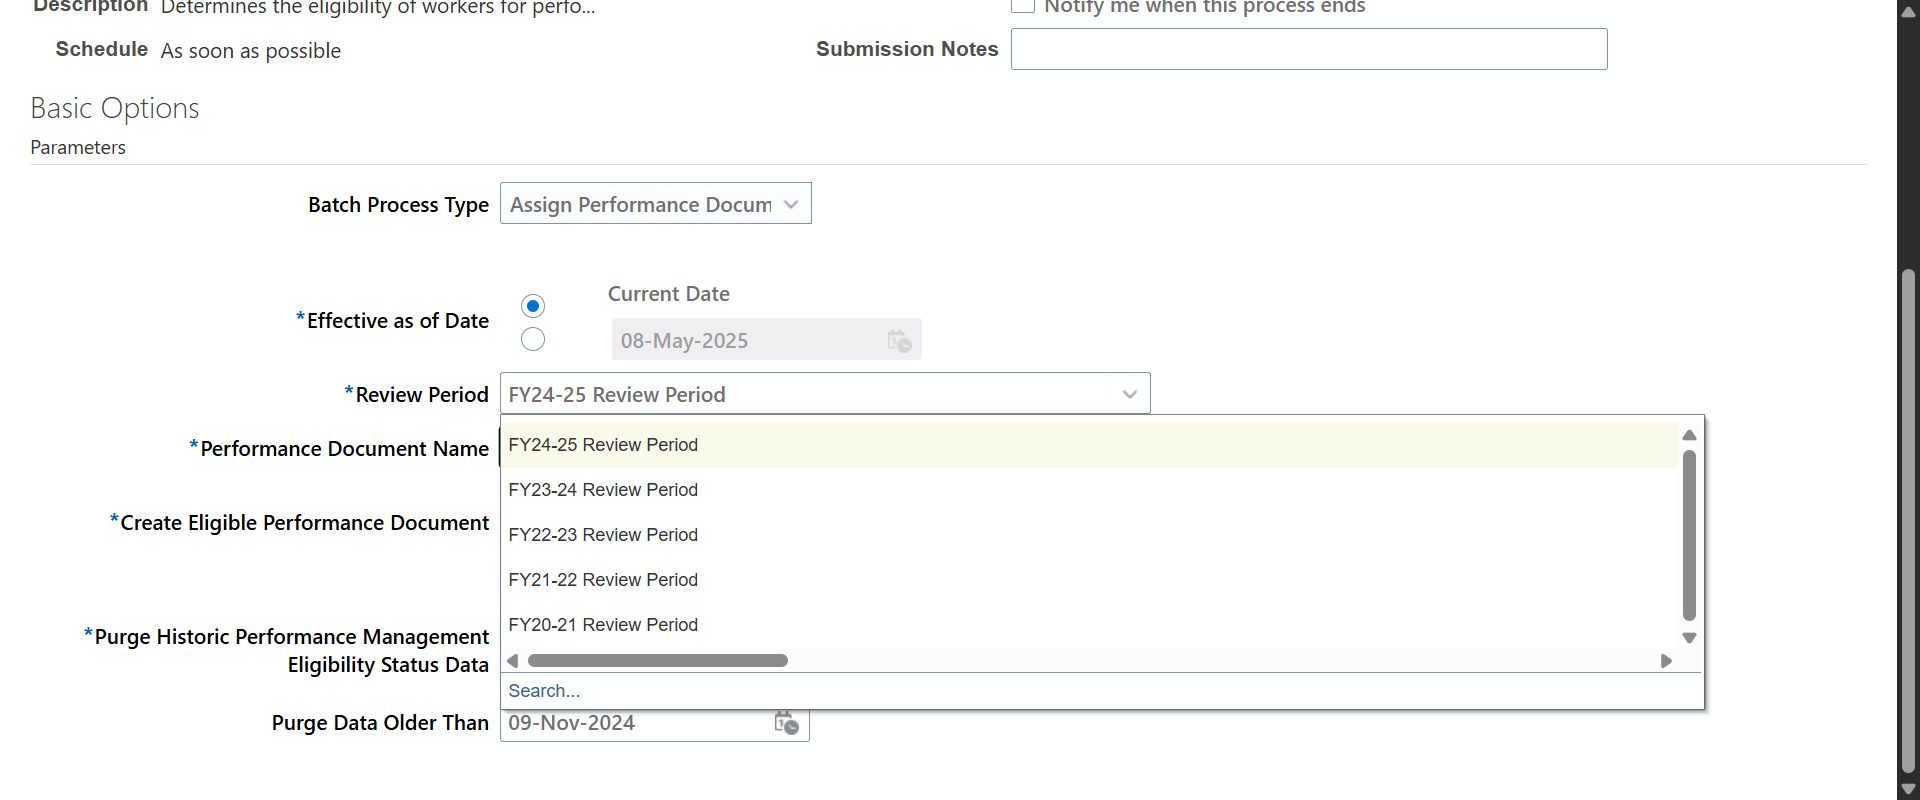 Description Determines the eligibility of workers for perfo...
Notify me when this process ends
Schedule As soon as possible
Submission Notes
Basic Options
Parameters
Batch Process Type Assign Performance Docum
Current Date
*Effective as of Date
08-May-2025
*Review Period FY24-25 Review Period
*Performance Document Name
FY24-25 Review Period
FY23-24 Review Period
*Create Eligible Performance Document
FY22-23 Review Period
FY21-22 Review Period
FY20-21 Review Period
*Purge Historic Performance Management
Eligibility Status Data
Search...
Purge Data Older Than 09-Nov-2024